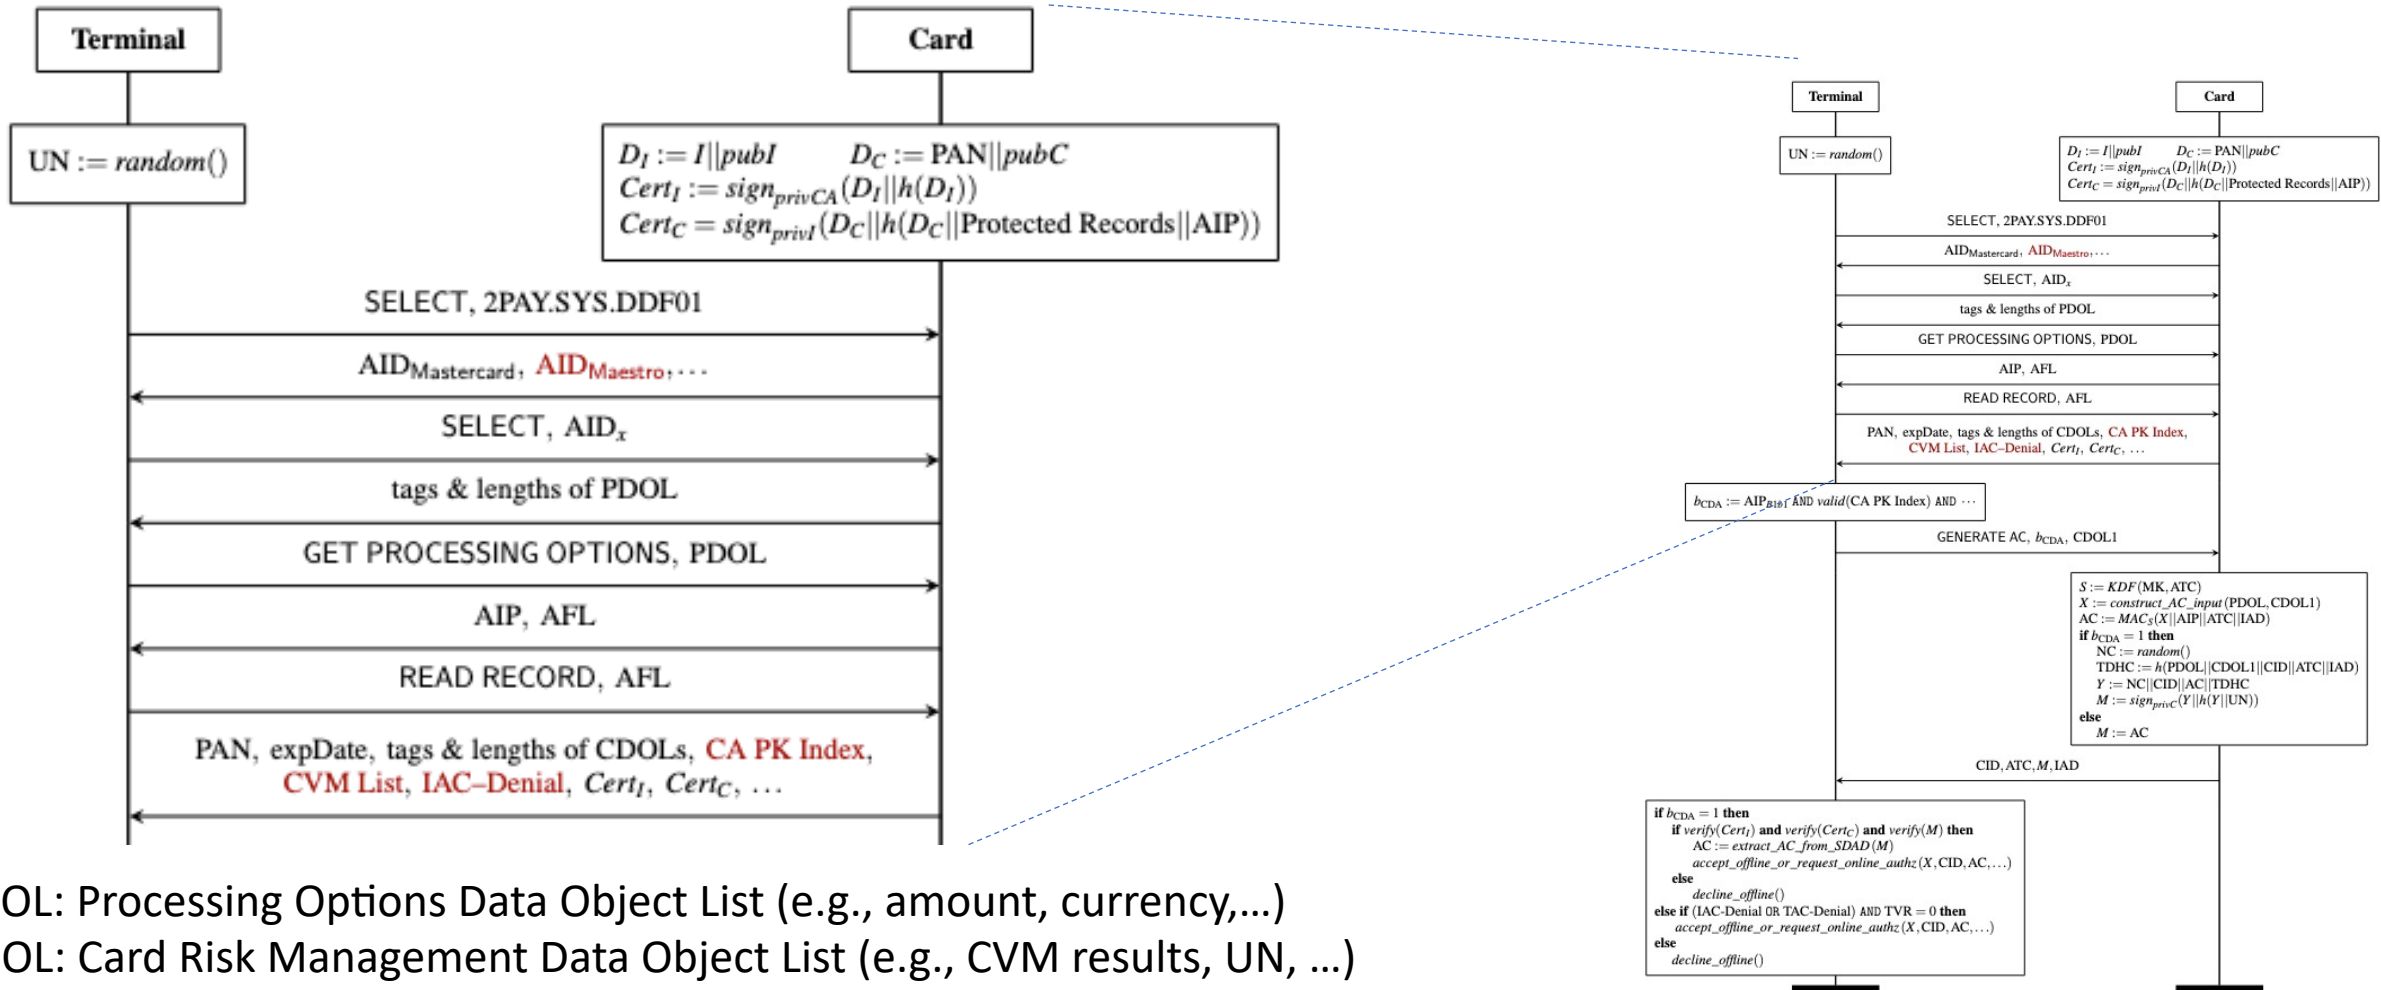 Terminal
Card
UN := random()
D_I := I||pubI D_C := PAN||pubC
Cert_I := sign_privCA(D_I||h(D_I))
Cert_C = sign_privI(D_C||h(D_C||Protected Records||AIP))
SELECT, 2PAY.SYS.DDF01
AID_Mastercard, AID_Maestro,...
SELECT, AID_x
tags & lengths of PDOL
GET PROCESSING OPTIONS, PDOL
AIP, AFL
READ RECORD, AFL
PAN, expDate, tags & lengths of CDOLs, CA PK Index,
CVM List, IAC–Denial, Cert_I, Cert_C, ...
OL: Processing Options Data Object List (e.g., amount, currency,...)
OL: Card Risk Management Data Object List (e.g., CVM results, UN, ...)
Terminal
Card
UN := random()
D_I := I||pubI D_C := PAN||pubC
Cert_I := sign_privCA(D_I||h(D_I))
Cert_C = sign_privI(D_C||h(D_C||Protected Records||AIP))
SELECT, 2PAY.SYS.DDF01
AID_Mastercard, AID_Maestro,...
SELECT, AID_x
tags & lengths of PDOL
GET PROCESSING OPTIONS, PDOL
AIP, AFL
READ RECORD, AFL
PAN, expDate, tags & lengths of CDOLs, CA PK Index,
CVM List, IAC–Denial, Cert_I, Cert_C, ...
b_CDA := AIP_B1b1 AND valid(CA PK Index) AND ···
GENERATE AC, b_CDA, CDOL1
S := KDF(MK,ATC)
X := construct_AC_input(PDOL,CDOL1)
AC := MAC_S(X||AIP||ATC||IAD)
if b_CDA = 1 then
NC := random()
TDHC := h(PDOL||CDOL1||CID||ATC||IAD)
Y := NC||CID||AC||TDHC
M := sign_privC(Y||h(Y||UN))
else
M := AC
CID,ATC,M,IAD
if b_CDA = 1 then
if verify(Cert_I) and verify(Cert_C) and verify(M) then
AC := extract_AC_from_SDAD(M)
accept_offline_or_request_online_authz(X,CID,AC,...)
else
decline_offline()
else if (IAC-Denial OR TAC-Denial) AND TVR = 0 then
accept_offline_or_request_online_authz(X,CID,AC,...)
else
decline_offline()